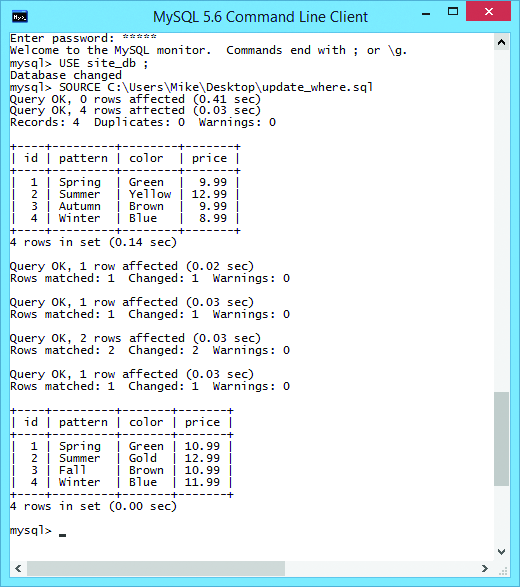 MySQL 5.6 Command Line Client
Enter password: *****
Welcome to the MySQL monitor.  Commands end with ; or \g.
mysql> USE site_db ;
Database changed
mysql> SOURCE C:\Users\Mike\Desktop\update_where.sql
Query OK, 0 rows affected (0.41 sec)
Query OK, 4 rows affected (0.03 sec)
Records: 4  Duplicates: 0  Warnings: 0
+----+---------+--------+-------+
| id | pattern | color  | price |
+----+---------+--------+-------+
|  1 | Spring  | Green  |  9.99 |
|  2 | Summer  | Yellow | 12.99 |
|  3 | Autumn  | Brown  |  9.99 |
|  4 | Winter  | Blue   |  8.99 |
+----+---------+--------+-------+
4 rows in set (0.14 sec)
Query OK, 1 row affected (0.02 sec)
Rows matched: 1  Changed: 1  Warnings: 0
Query OK, 1 row affected (0.03 sec)
Rows matched: 1  Changed: 1  Warnings: 0
Query OK, 2 rows affected (0.03 sec)
Rows matched: 2  Changed: 2  Warnings: 0
Query OK, 1 row affected (0.03 sec)
Rows matched: 1  Changed: 1  Warnings: 0
+----+---------+-------+-------+
| id | pattern | color | price |
+----+---------+-------+-------+
|  1 | Spring  | Green | 10.99 |
|  2 | Summer  | Gold  | 12.99 |
|  3 | Fall    | Brown | 10.99 |
|  4 | Winter  | Blue  | 11.99 |
+----+---------+-------+-------+
4 rows in set (0.00 sec)
mysql> _